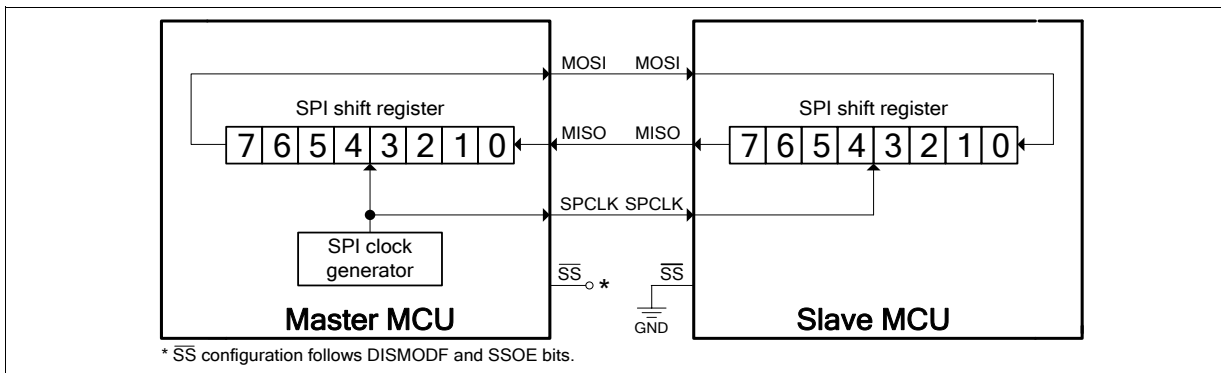 MOSI MOSI
SPI shift register SPI shift register
7 6 5 4 3 2 1 0 MISO MISO 7 6 5 4 3 2 1 0
SPCLK SPCLK
SPI clock
generator
SS * SS
GND
Master MCU Slave MCU
* SS configuration follows DISMODF and SSOE bits.